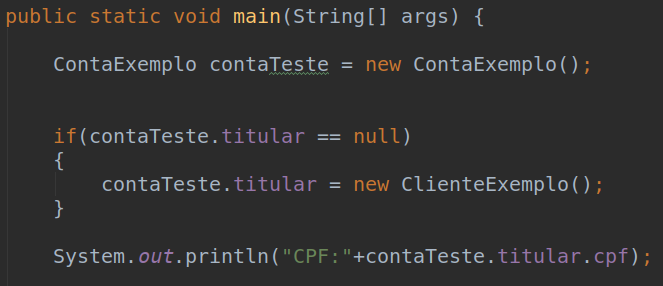 public static void main(String[] args) {
ContaExemplo contaTeste = new ContaExemplo();
if(contaTeste.titular == null)
{
contaTeste.titular = new ClienteExemplo();
}
System.out.println("CPF:"+contaTeste.titular.cpf);